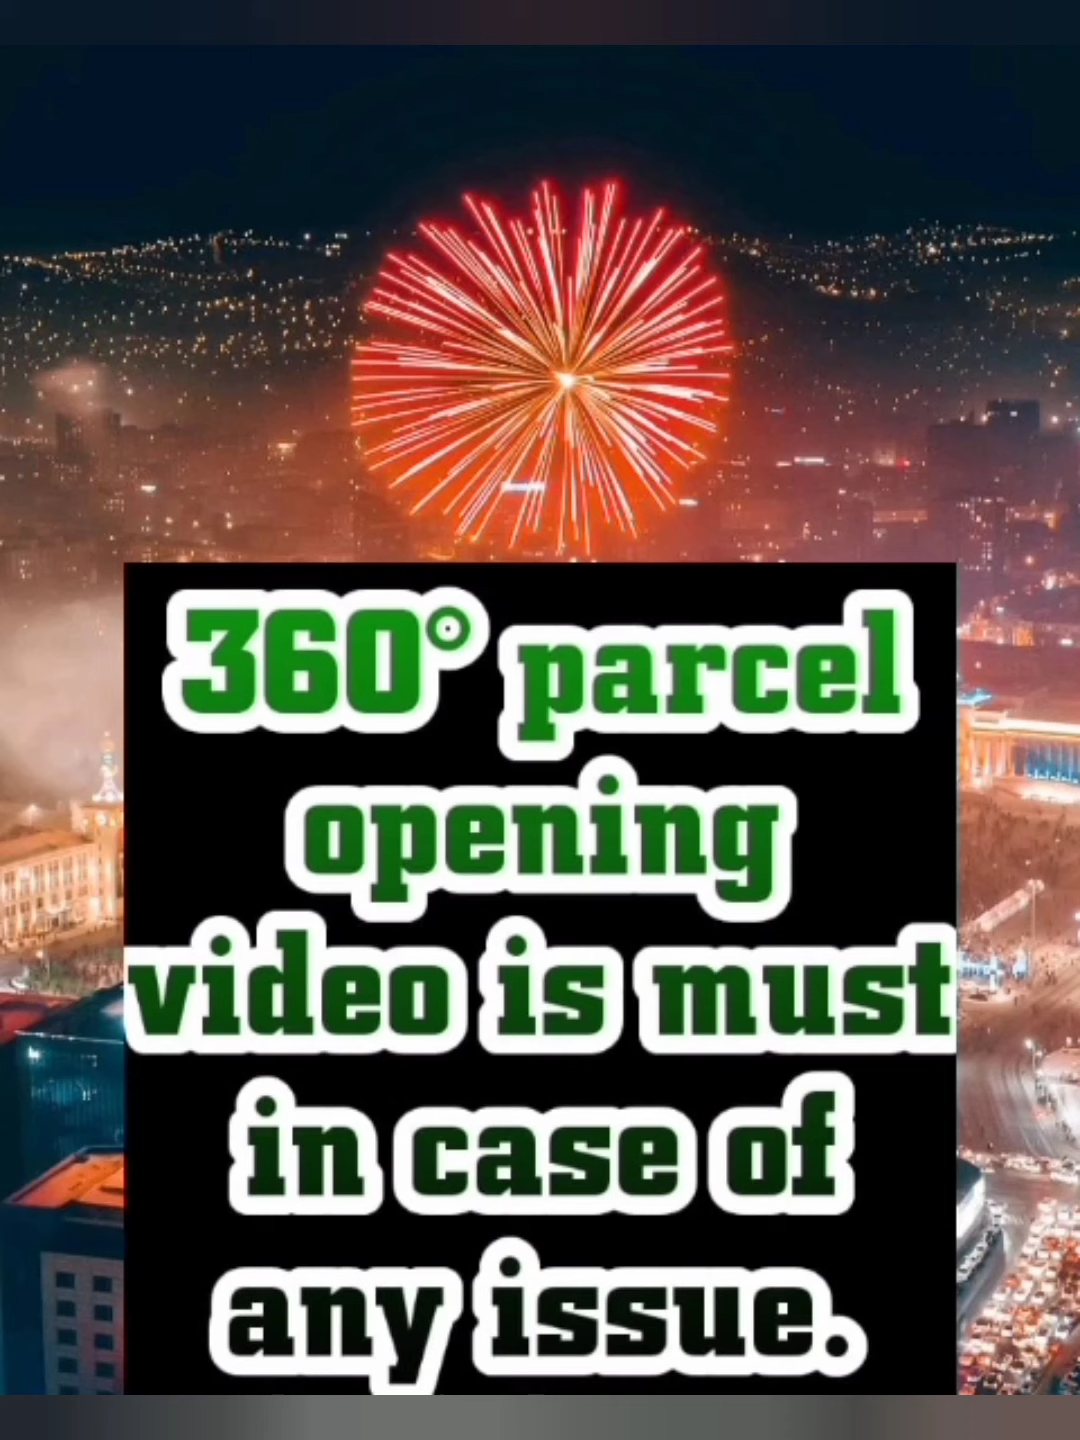 360° parcel
opening
video is must
in case of
any issue.